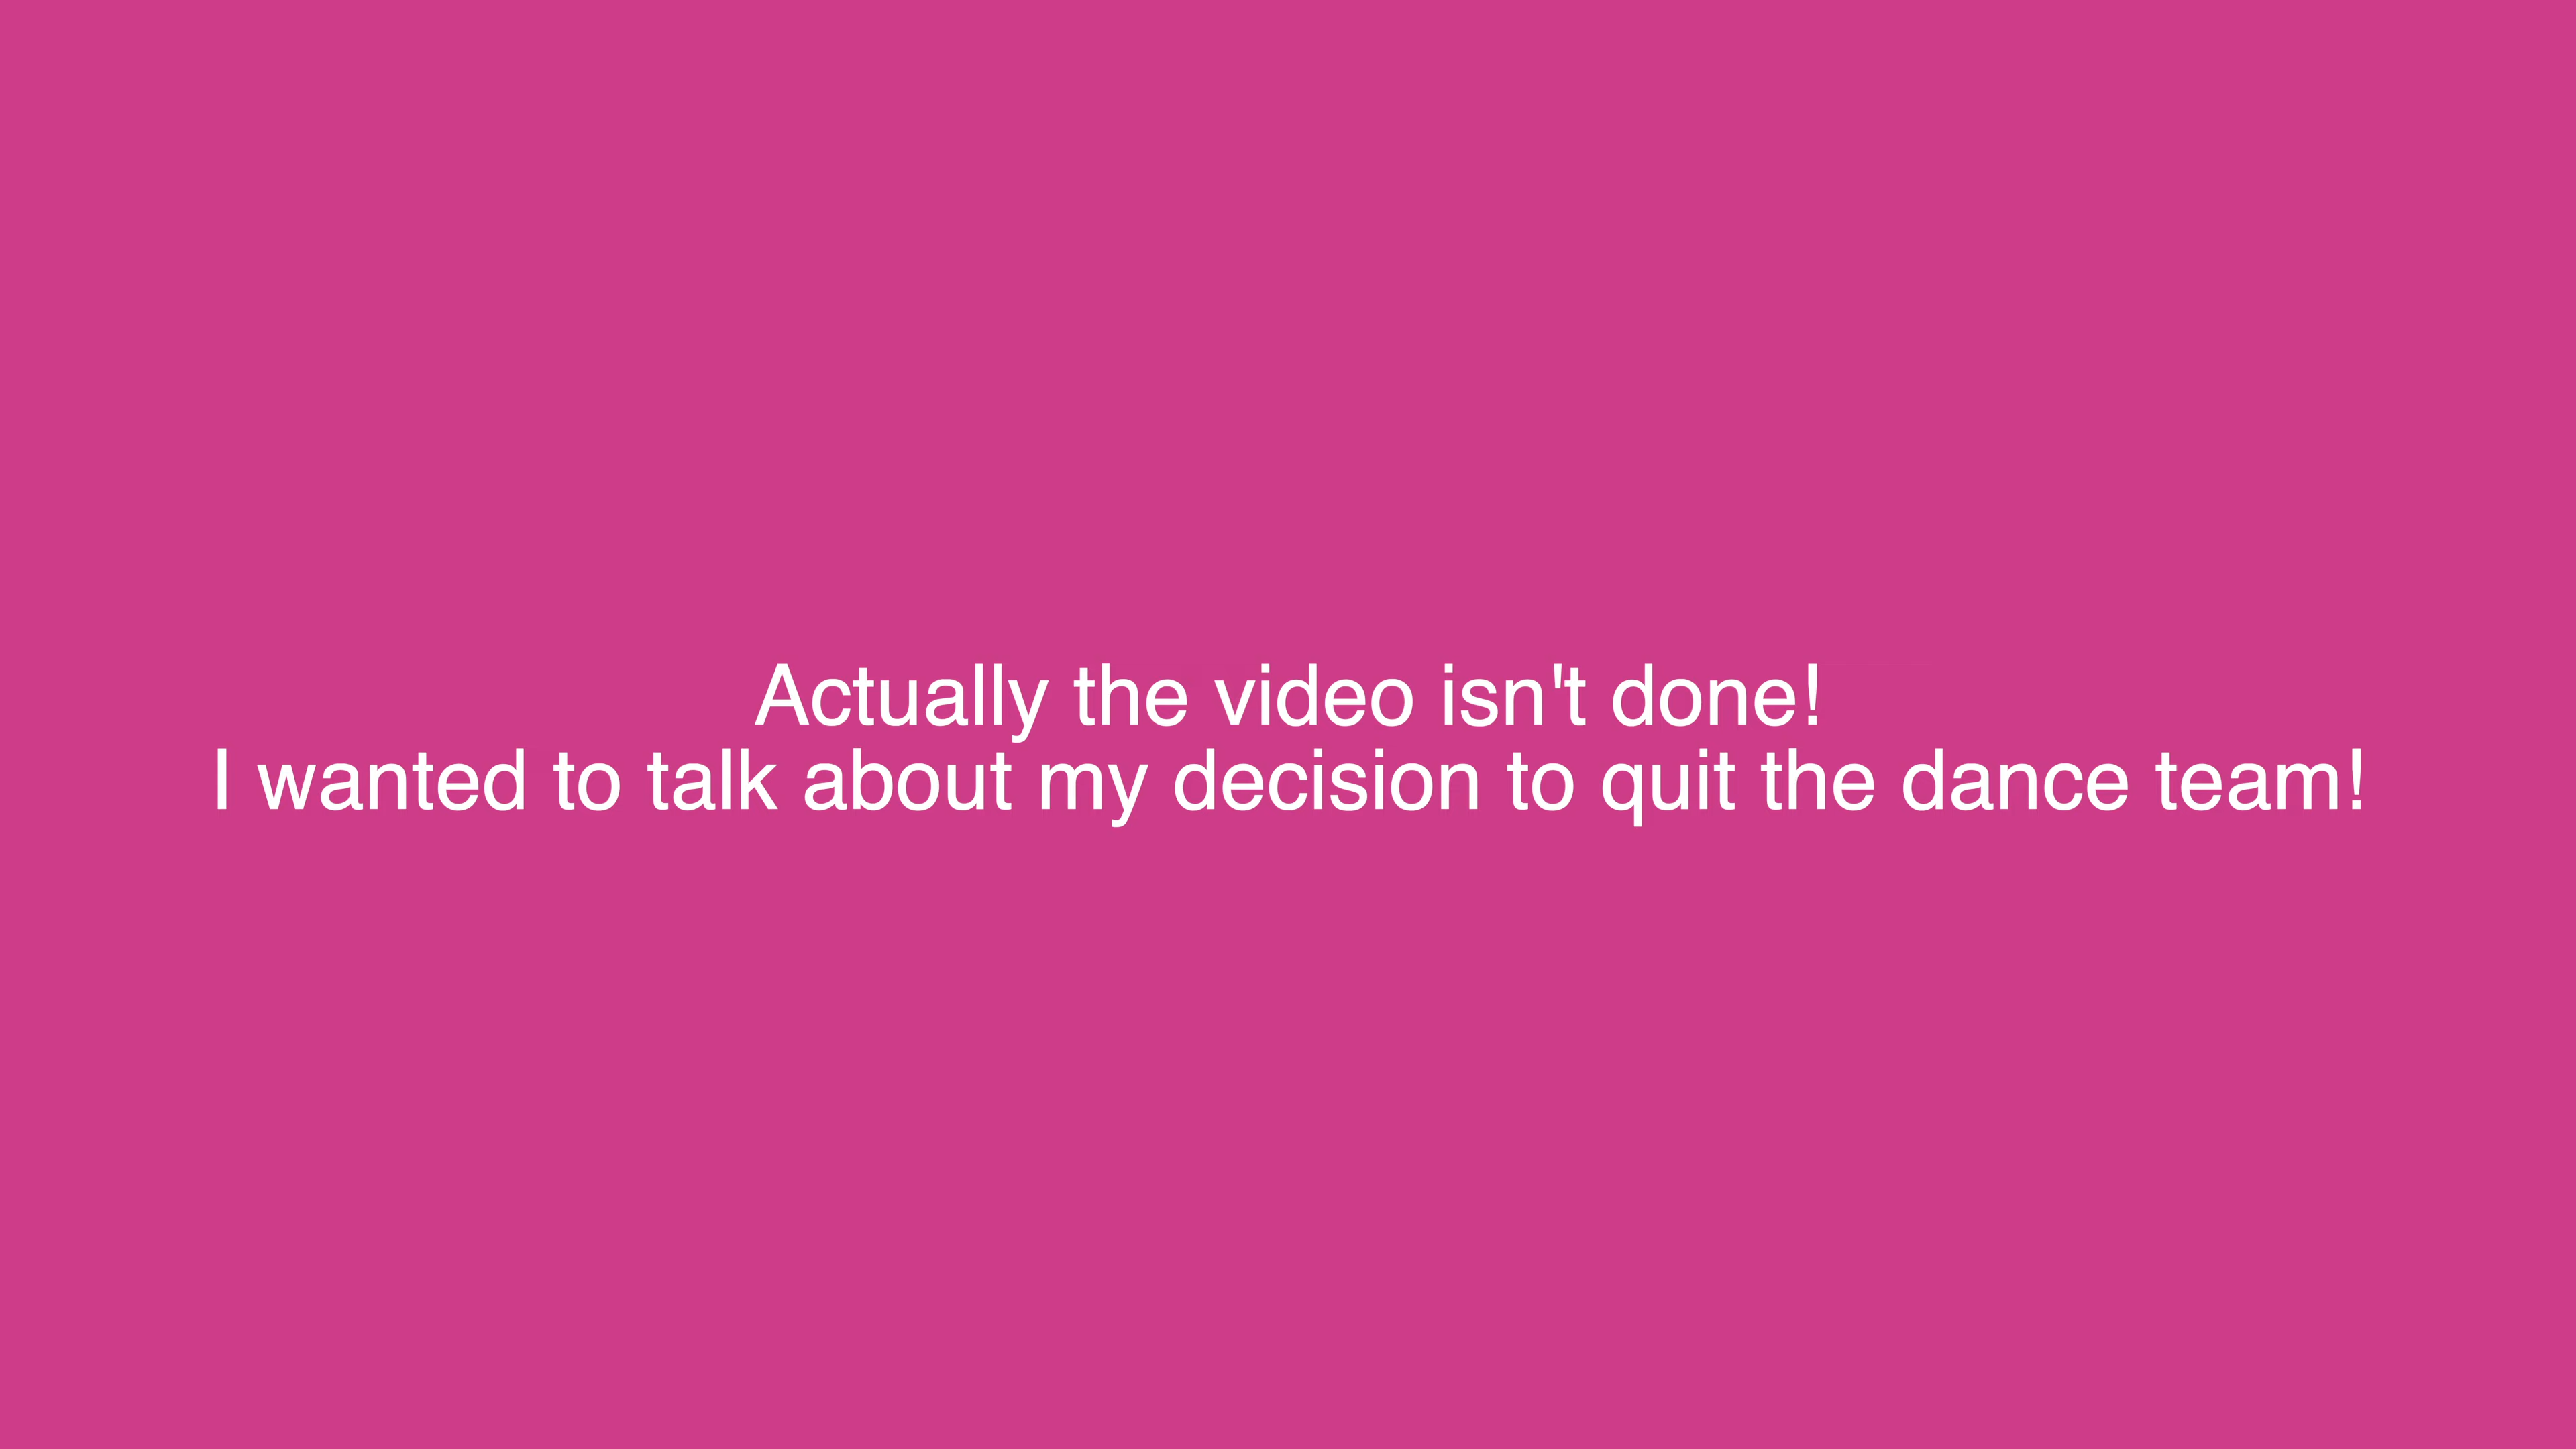 Actually the video isn't done!
I wanted to talk about my decision to quit the dance team!